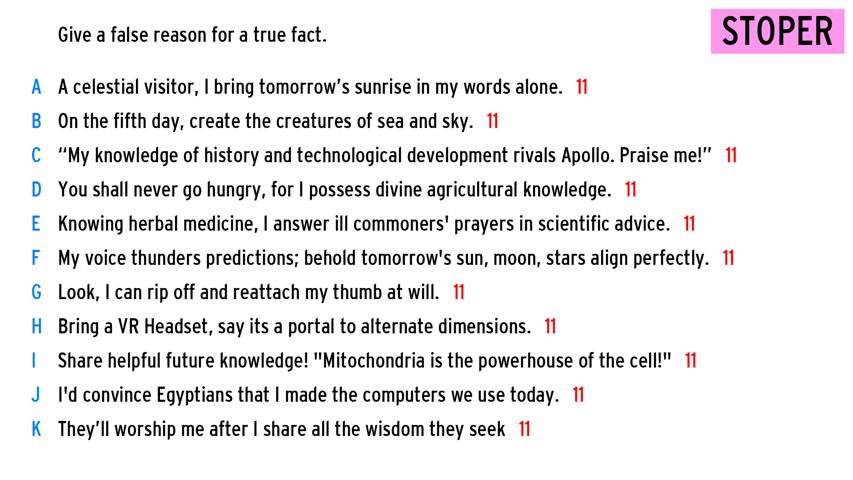 Give a false reason for a true fact.
STOPER
A A celestial visitor, I bring tomorrow’s sunrise in my words alone. 11
B On the fifth day, create the creatures of sea and sky. 11
C “My knowledge of history and technological development rivals Apollo. Praise me!” 11
D You shall never go hungry, for I possess divine agricultural knowledge. 11
E Knowing herbal medicine, I answer ill commoners' prayers in scientific advice. 11
F My voice thunders predictions; behold tomorrow's sun, moon, stars align perfectly. 11
G Look, I can rip off and reattach my thumb at will. 11
H Bring a VR Headset, say its a portal to alternate dimensions. 11
I Share helpful future knowledge! "Mitochondria is the powerhouse of the cell!" 11
J I'd convince Egyptians that I made the computers we use today. 11
K They’ll worship me after I share all the wisdom they seek 11